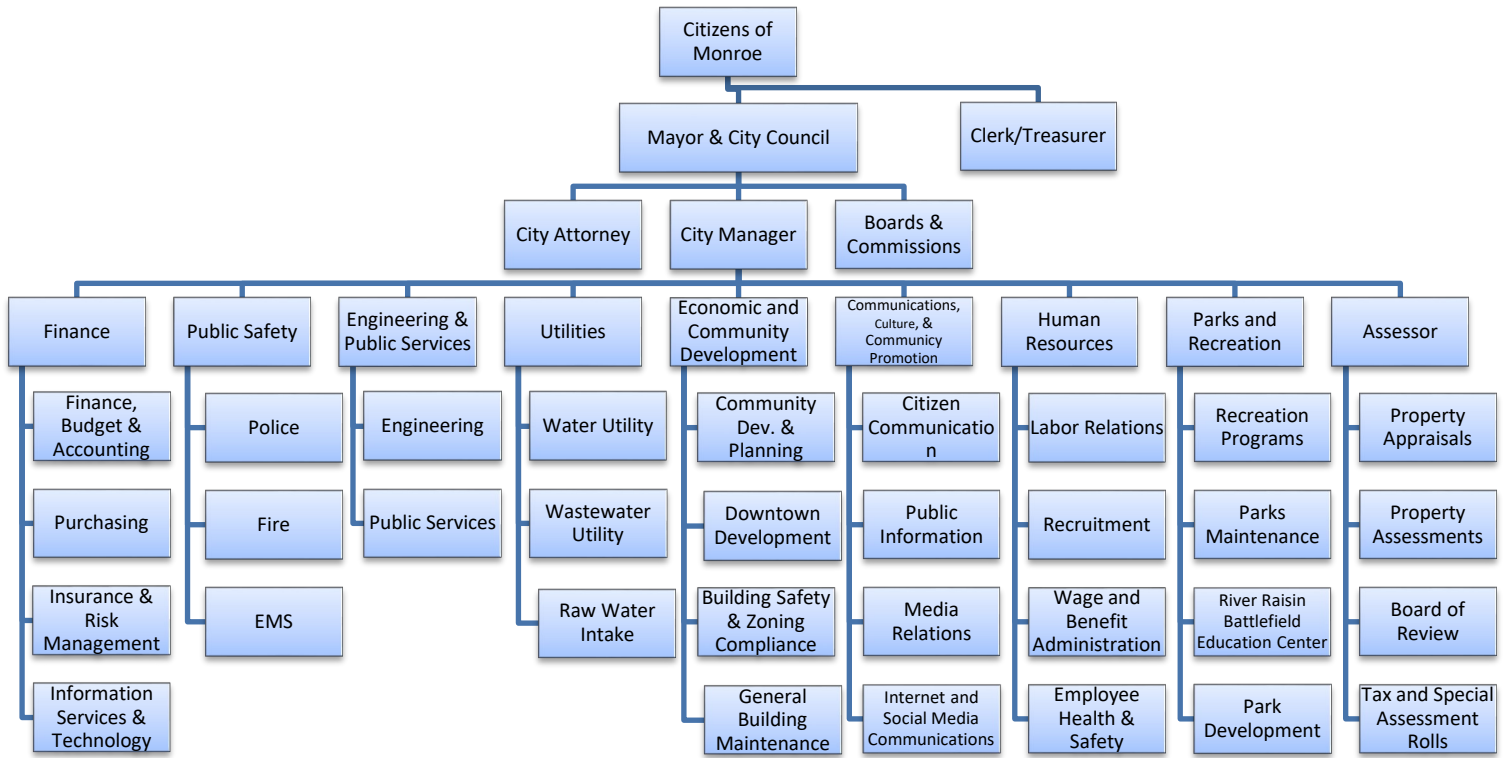 Citizens of
Monroe
Mayor & City Council
Clerk/Treasurer
City Attorney
City Manager
Boards &
Commissions
Finance
Public Safety
Engineering &
Public Services
Utilities
Economic and
Community
Development
Communications,
Culture, &
Community
Promotion
Human
Resources
Parks and
Recreation
Assessor
Finance,
Budget &
Accounting
Purchasing
Insurance &
Risk
Management
Information
Services &
Technology
Police
Fire
EMS
Engineering
Public Services
Water Utility
Wastewater
Utility
Raw Water
Intake
Community
Dev. &
Planning
Downtown
Development
Building Safety
& Zoning
Compliance
General
Building
Maintenance
Citizen
Communicatio
n
Public
Information
Media
Relations
Internet and
Social Media
Communications
Labor Relations
Recruitment
Wage and
Benefit
Administration
Employee
Health &
Safety
Recreation
Programs
Parks
Maintenance
River Raisin
Battlefield
Education Center
Park
Development
Property
Appraisals
Property
Assessments
Board of
Review
Tax and Special
Assessment
Rolls